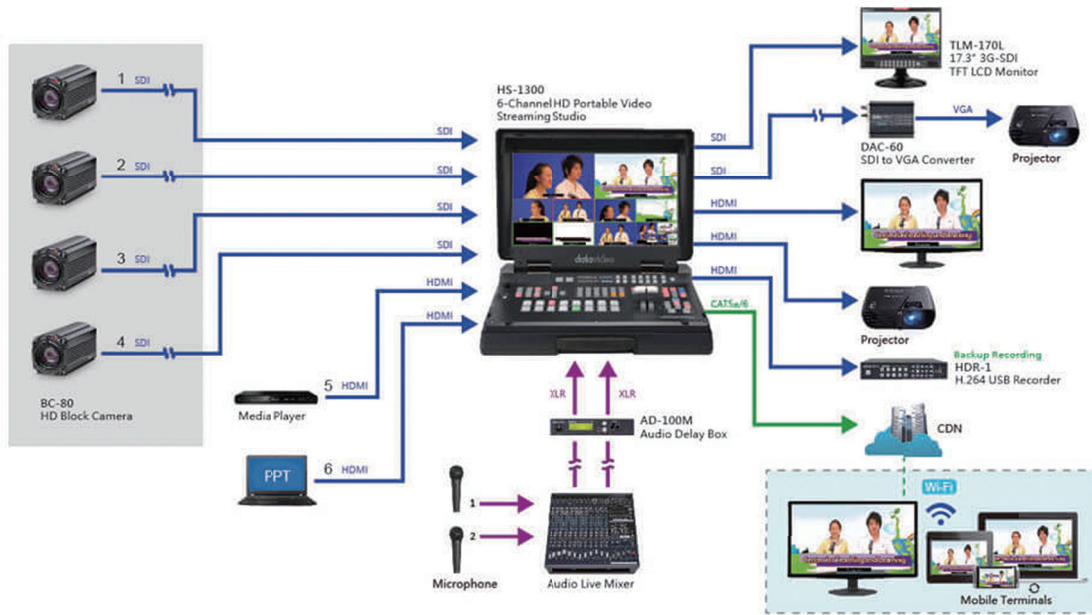 1 SDI
2 SDI
3 SDI
4 SDI
BC-80
HD Block Camera
SDI
SDI
SDI
SDI
HDMI
HDMI
5 HDMI
Media Player
PPT
6 HDMI
HS-1300
6-Channel HD Portable Video
Streaming Studio
datavideo
XLR
XLR
AD-100M
Audio Delay Box
1
2
Microphone
Audio Live Mixer
SDI
SDI
HDMI
HDMI
HDMI
CAT5e/6
TLM-170L
17.3" 3G-SDI
TFT LCD Monitor
VGA
DAC-60
SDI to VGA Converter
Projector
Projector
Backup Recording
HDR-1
H.264 USB Recorder
CDN
Wi-Fi
Mobile Terminals